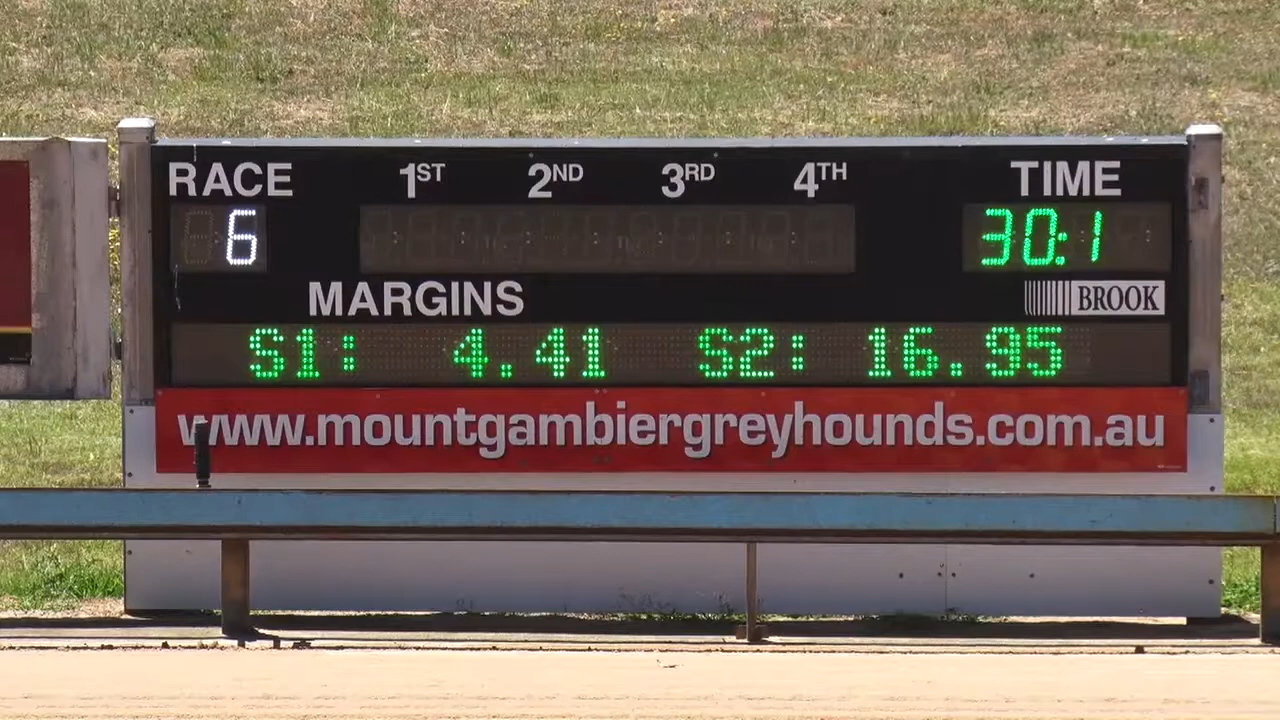 RACE 1ST 2ND 3RD 4TH TIME
6 30:1
MARGINS BROOK
S1: 4.41 S2: 16.95
www.mountgambiergreyhounds.com.au